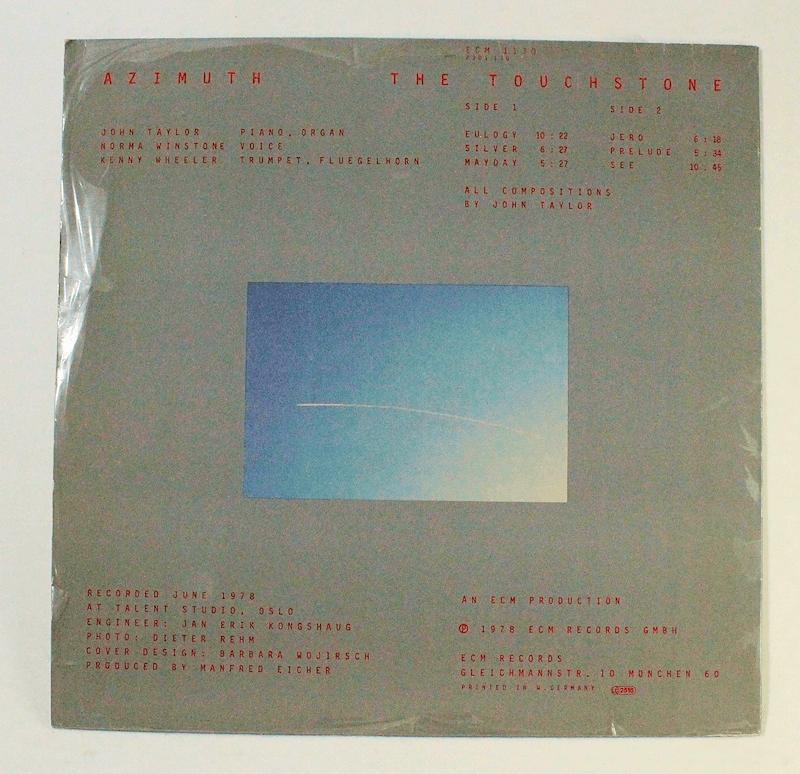 ECM 1130
2301 130
AZIMUTH THE TOUCHSTONE
JOHN TAYLOR PIANO, ORGAN
NORMA WINSTONE VOICE
KENNY WHEELER TRUMPET, FLUEGELHORN
SIDE 1
EULOGY 10:22
SILVER 6:27
MAYDAY 5:27
SIDE 2
JERO 6:18
PRELUDE 5:34
SEE 10:45
ALL COMPOSITIONS
BY JOHN TAYLOR
RECORDED JUNE 1978
AT TALENT STUDIO, OSLO
ENGINEER: JAN ERIK KONGSHAUG
PHOTO: DIETER REHM
COVER DESIGN: BARBARA WOJIRSCH
PRODUCED BY MANFRED EICHER
AN ECM PRODUCTION
℗ 1978 ECM RECORDS GMBH
ECM RECORDS
GLEICHMANNSTR. 10 MÜNCHEN 60
PRINTED IN W. GERMANY LC 2516